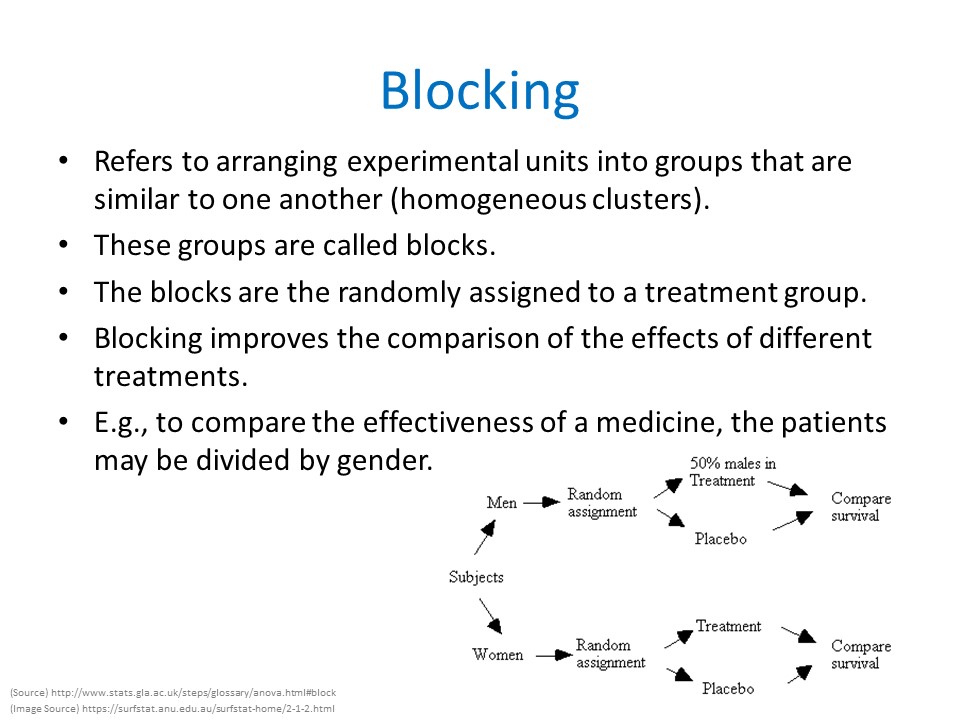 Blocking
• Refers to arranging experimental units into groups that are
similar to one another (homogeneous clusters).
• These groups are called blocks.
• The blocks are the randomly assigned to a treatment group.
• Blocking improves the comparison of the effects of different
treatments.
• E.g., to compare the effectiveness of a medicine, the patients
may be divided by gender.
Subjects
Men
Random
assignment
50% males in
Treatment
Placebo
Compare
survival
Women
Random
assignment
Treatment
Placebo
Compare
survival
(Source) http://www.stats.gla.ac.uk/steps/glossary/anova.html#block
(Image Source) https://surfstat.anu.edu.au/surfstat-home/2-1-2.html